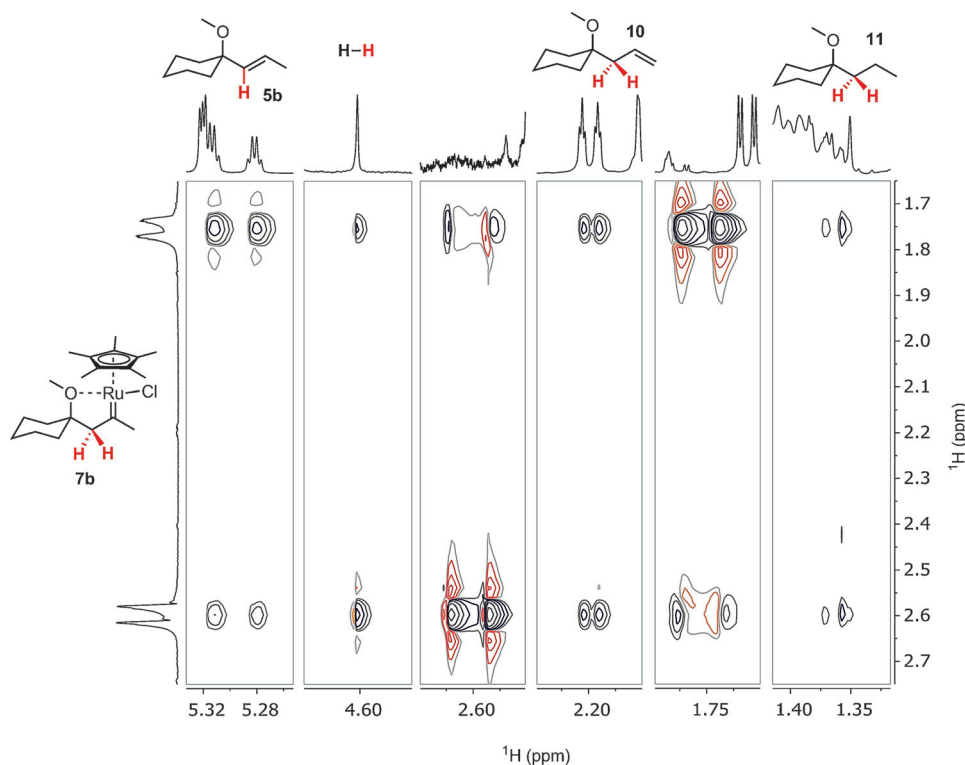 O 10 O
O H–H 11
H H H H
H 5b
1.7
1.8
1.9
2.0
2.1
O Ru Cl
2.2
H H
7b
2.3
2.4
2.5
2.6
2.7
¹H (ppm)
5.32 5.28 4.60 2.60 2.20 1.75 1.40 1.35
¹H (ppm)